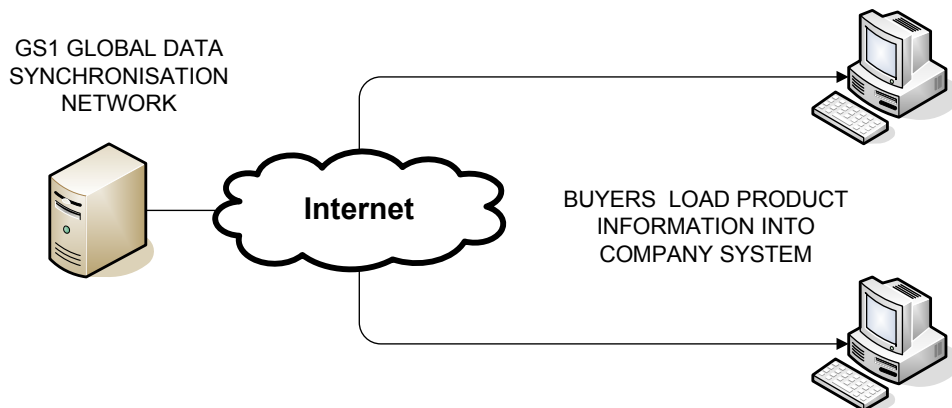 GS1 GLOBAL DATA
SYNCHRONISATION
NETWORK
Internet
BUYERS LOAD PRODUCT
INFORMATION INTO
COMPANY SYSTEM